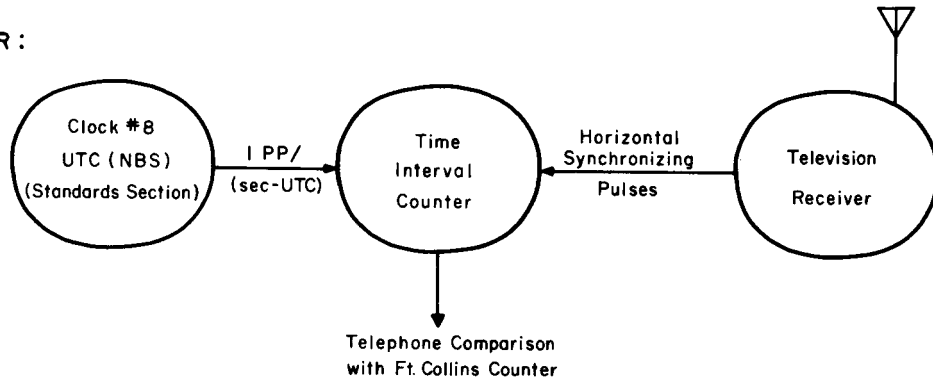 R:
Clock #8
UTC (NBS)
(Standards Section)
1 PP/
(sec-UTC)
Time
Interval
Counter
Horizontal
Synchronizing
Pulses
Television
Receiver
Telephone Comparison
with Ft. Collins Counter